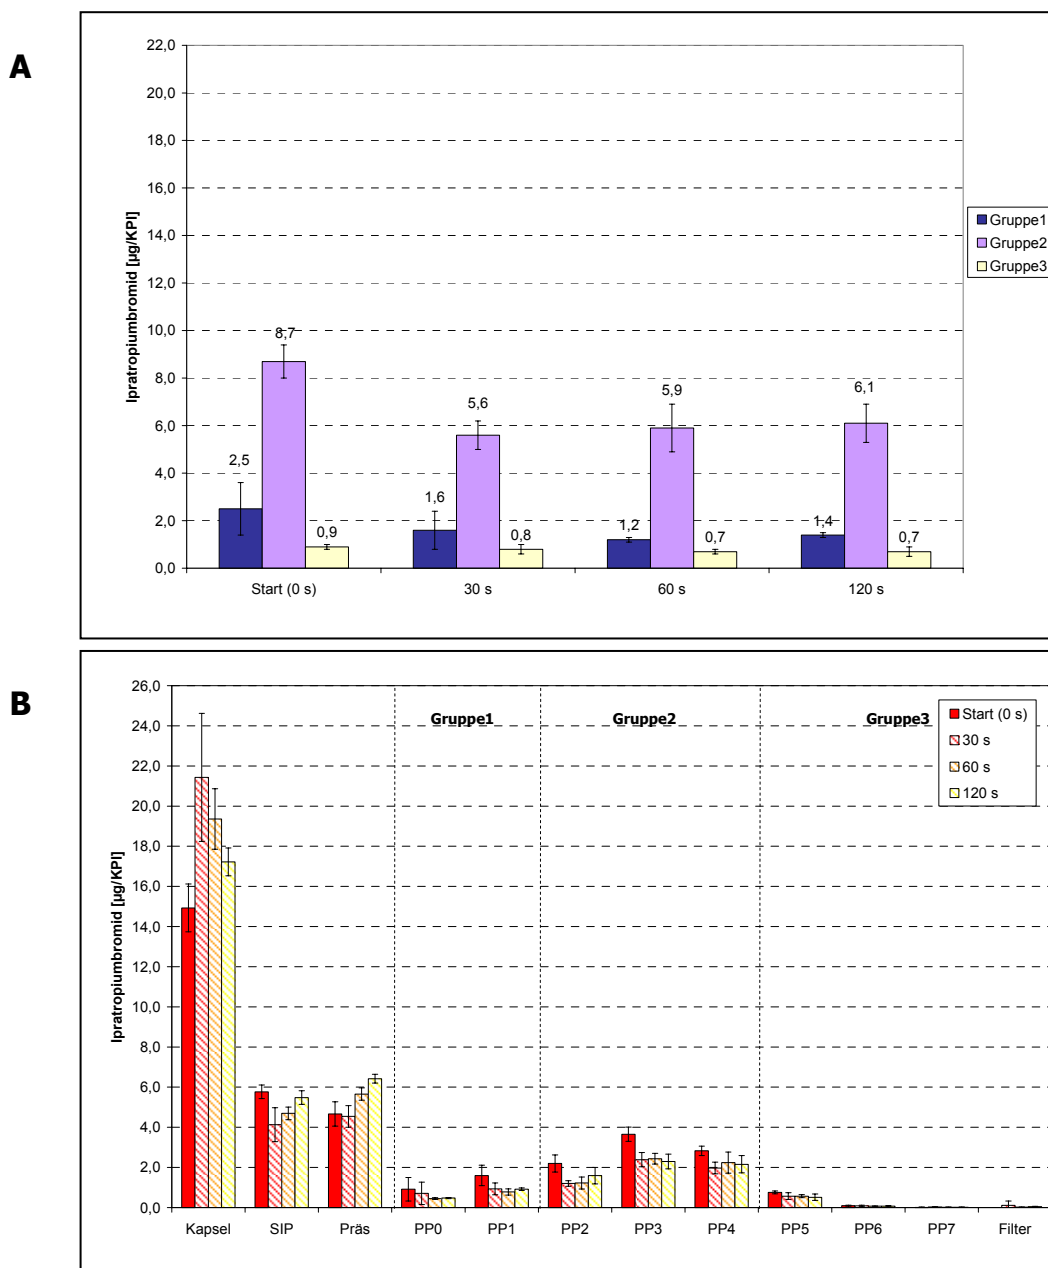 A
22,0
20,0
18,0
16,0
14,0
12,0
10,0
8,0
6,0
4,0
2,0
0,0
Ipratropiumbromid [µg/KPI]
8,7
5,6
5,9
6,1
2,5
1,6
1,2
1,4
0,9
0,8
0,7
0,7
Start (0 s)
30 s
60 s
120 s
Gruppe1
Gruppe2
Gruppe3
B
26,0
24,0
22,0
20,0
18,0
16,0
14,0
12,0
10,0
8,0
6,0
4,0
2,0
0,0
Ipratropiumbromid [µg/KPI]
Gruppe1
Gruppe2
Gruppe3
Start (0 s)
30 s
60 s
120 s
Kapsel
SIP
Präs
PP0
PP1
PP2
PP3
PP4
PP5
PP6
PP7
Filter